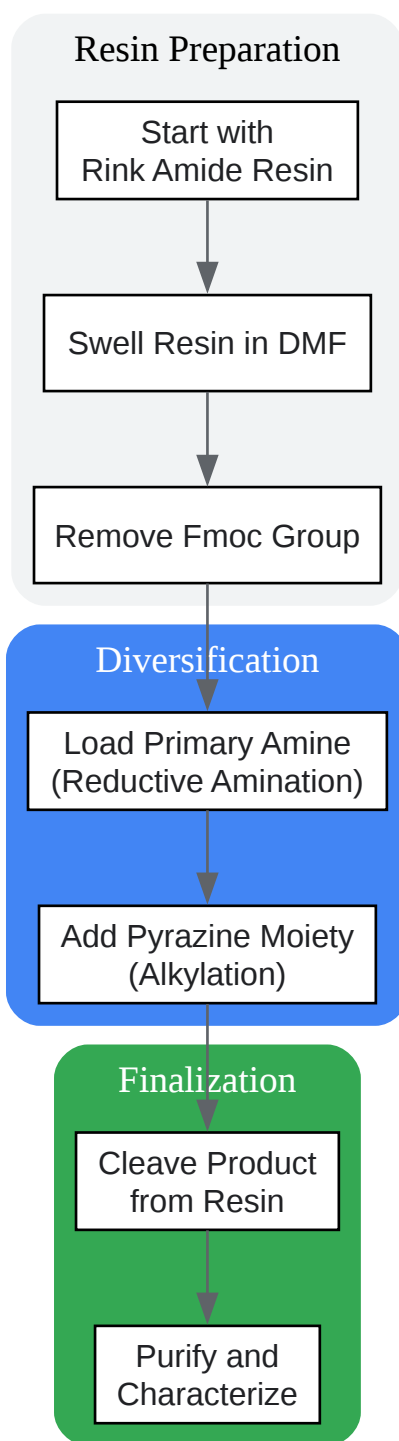 Resin Preparation
Start with
Rink Amide Resin
Swell Resin in DMF
Remove Fmoc Group
Diversification
Load Primary Amine
(Reductive Amination)
Add Pyrazine Moiety
(Alkylation)
Finalization
Cleave Product
from Resin
Purify and
Characterize